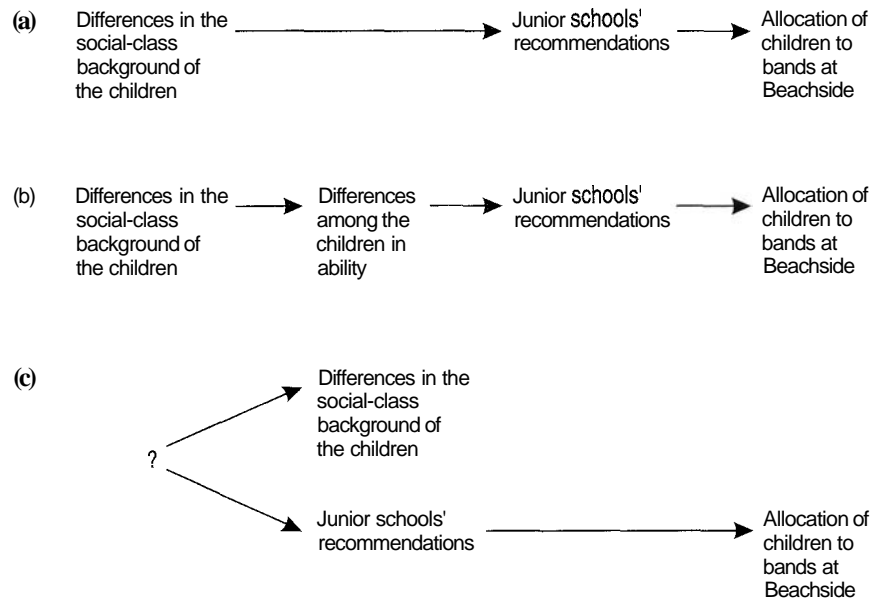 (a)
Differences in the
social-class
background of
the children
Junior schools'
recommendations
Allocation of
children to
bands at
Beachside
(b)
Differences in the
social-class
background of
the children
Differences
among the
children in
ability
Junior schools'
recommendations
Allocation of
children to
bands at
Beachside
(c)
?
Differences in the
social-class
background of
the children
Junior schools'
recommendations
Allocation of
children to
bands at
Beachside